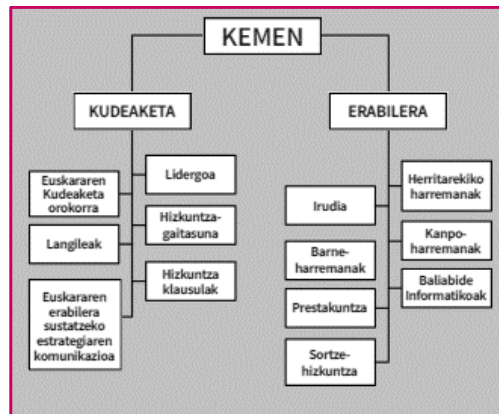 KEMEN
KUDEAKETA
Euskararen
Kudeaketa
orokorra
Lidergoa
Langileak
Hizkuntza-
gaitasuna
Euskararen
erabilera
sustatzeko
estrategiaren
komunikazioa
Hizkuntza
klausulak
ERABILERA
Irudia
Herritarekiko
harremanak
Barne-
harremanak
Kanpo-
harremanak
Prestakuntza
Baliabide
Informatikoak
Sortze-
hizkuntza